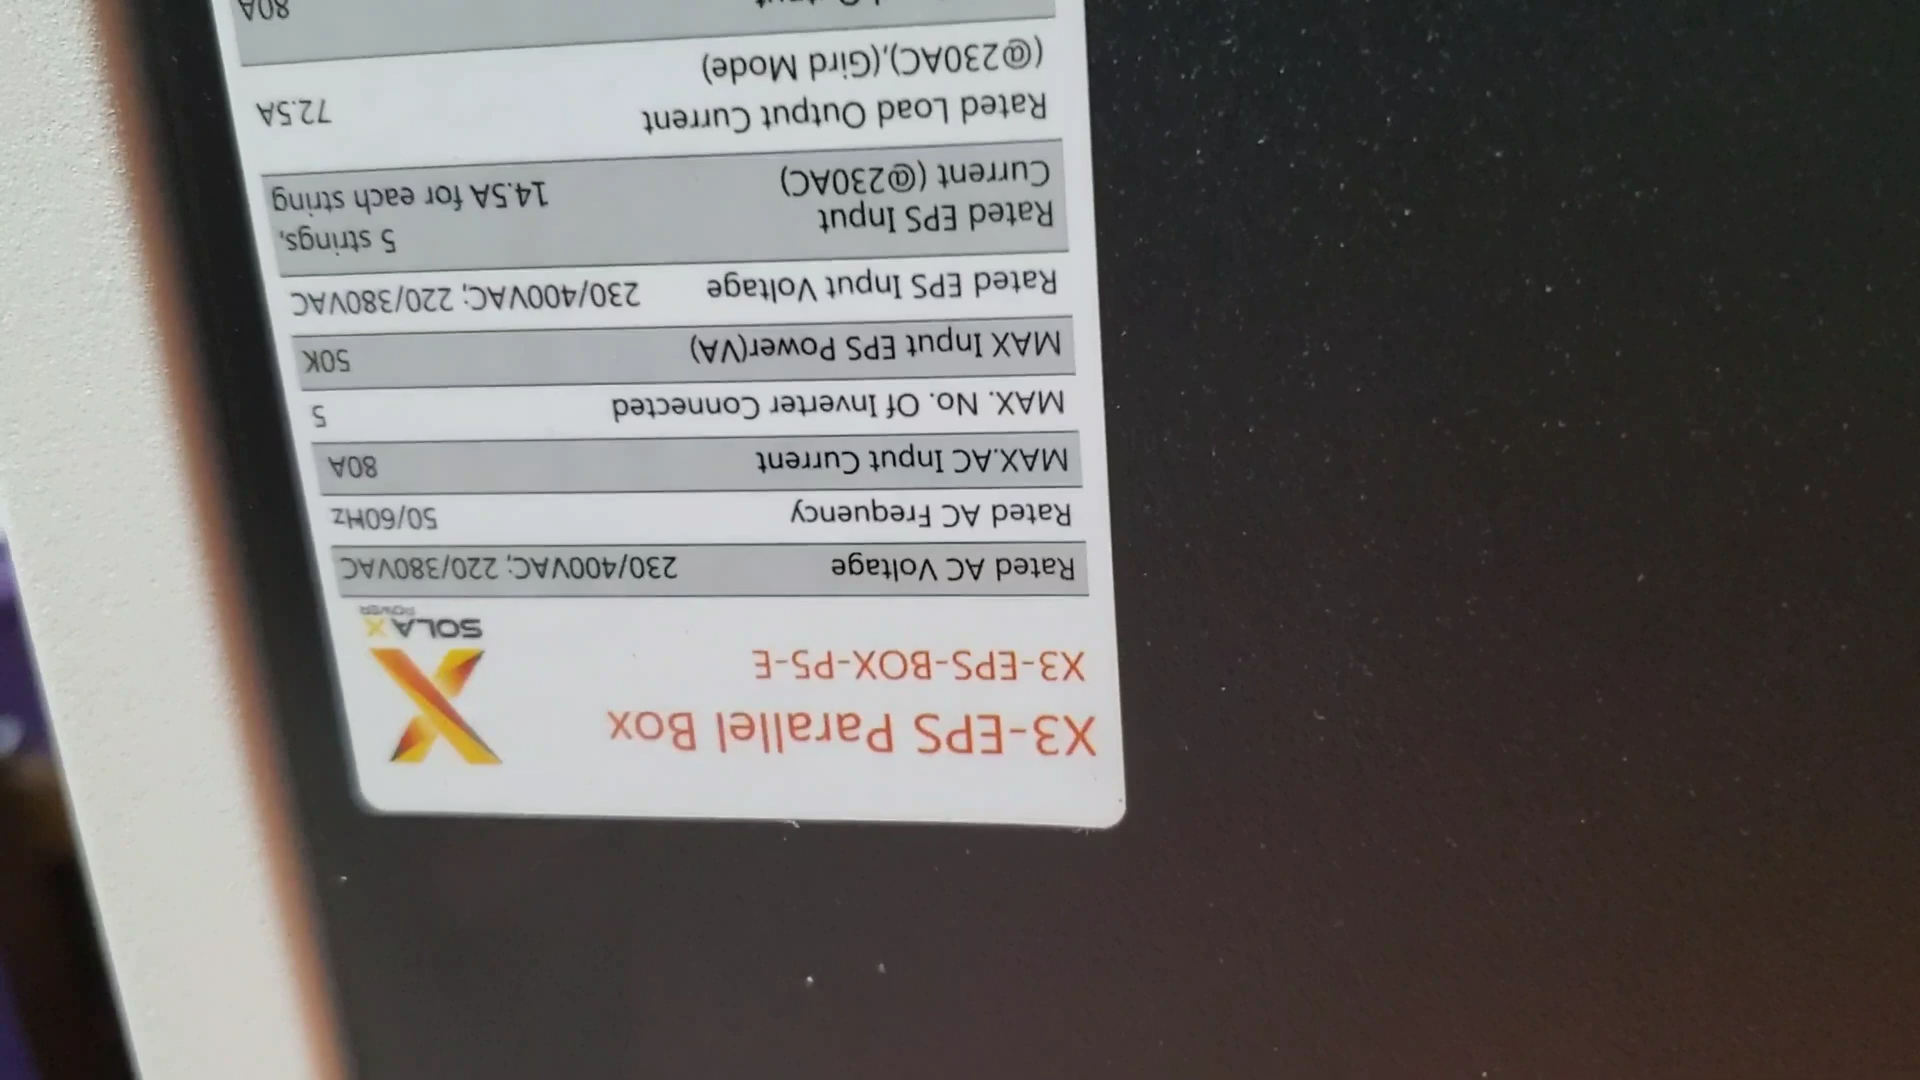 X3-EPS Parallel Box
X3-EPS-BOX-P5-E
SOLAX
POWER
Rated AC Voltage 230/400VAC; 220/380VAC
Rated AC Frequency 50/60Hz
MAX.AC Input Current 80A
MAX. No. Of Inverter Connected 5
MAX Input EPS Power(VA) 50K
Rated EPS Input Voltage 230/400VAC; 220/380VAC
Rated EPS Input 5 strings,
Current (@230AC) 14.5A for each string
Rated Load Output Current 72.5A
(@230AC),(Gird Mode)
80A